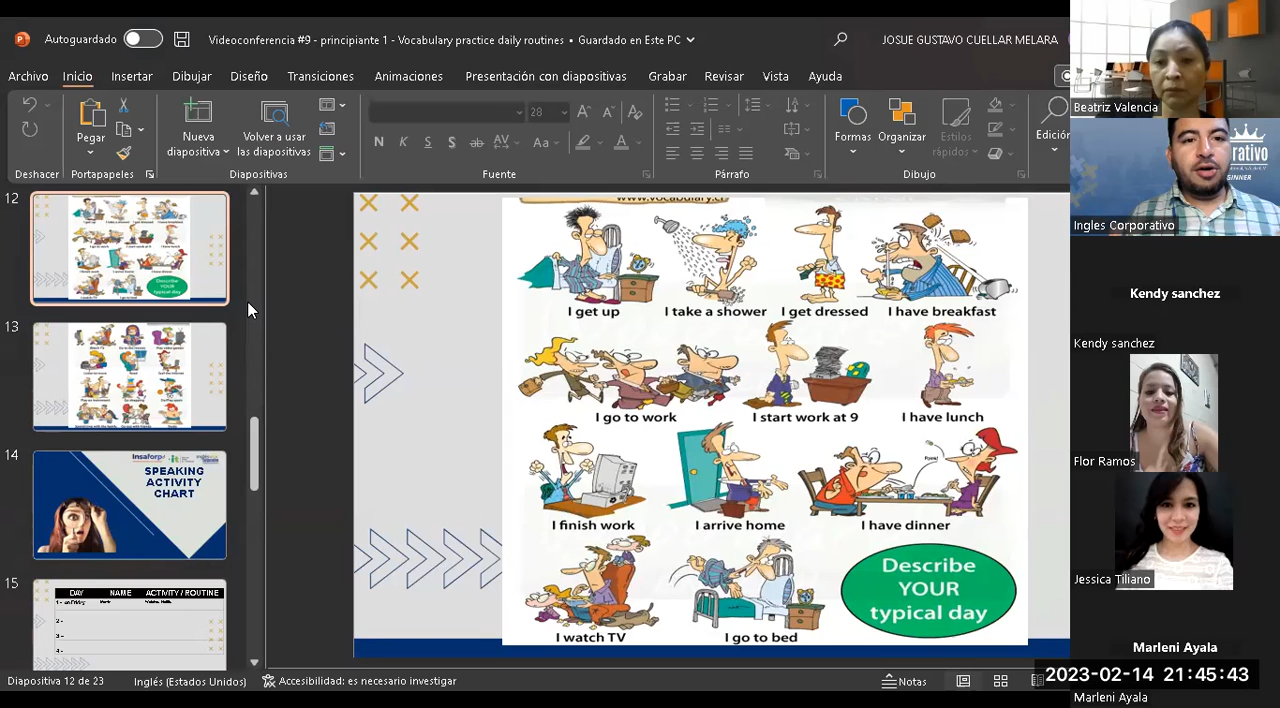 Autoguardado
Videoconferencia #9 - principiante 1 - Vocabulary practice daily routines • Guardado en Este PC
JOSUE GUSTAVO CUELLAR MELARA
Archivo Inicio Insertar Dibujar Diseño Transiciones Animaciones Presentación con diapositivas Grabar Revisar Vista Ayuda
28
N K S S ab AV Aa A
Pegar
Nueva diapositiva
Volver a usar las diapositivas
Formas
Organizar
Estilos rápidos
Edición
Deshacer Portapapeles Diapositivas Fuente Párrafo Dibujo
12
13
14
SPEAKING
ACTIVITY
CHART
15
DAY NAME ACTIVITY / ROUTINE
2 -
3 -
4 -
I get up I take a shower I get dressed I have breakfast
I go to work I start work at 9 I have lunch
I finish work I arrive home I have dinner
I watch TV I go to bed
Describe
YOUR
typical day
Diapositiva 12 de 23
Inglés (Estados Unidos)
Accesibilidad: es necesario investigar
Notas
Beatriz Valencia
Ingles Corporativo
Kendy sanchez
Kendy sanchez
Flor Ramos
Jessica Tiliano
Marleni Ayala
2023-02-14 21:45:43
Marleni Ayala